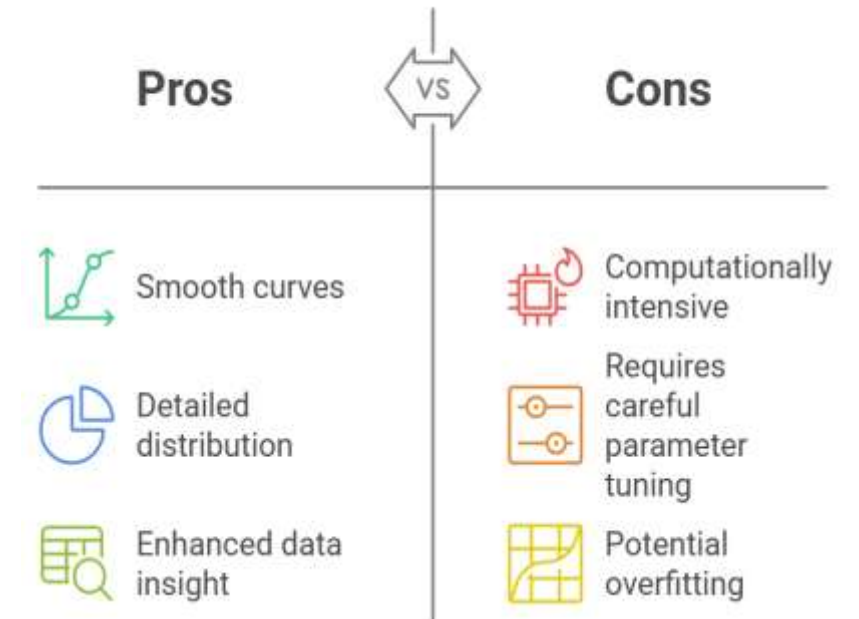 Pros
VS
Cons
Smooth curves
Detailed
distribution
Enhanced data
insight
Computationally
intensive
Requires
careful
parameter
tuning
Potential
overfitting